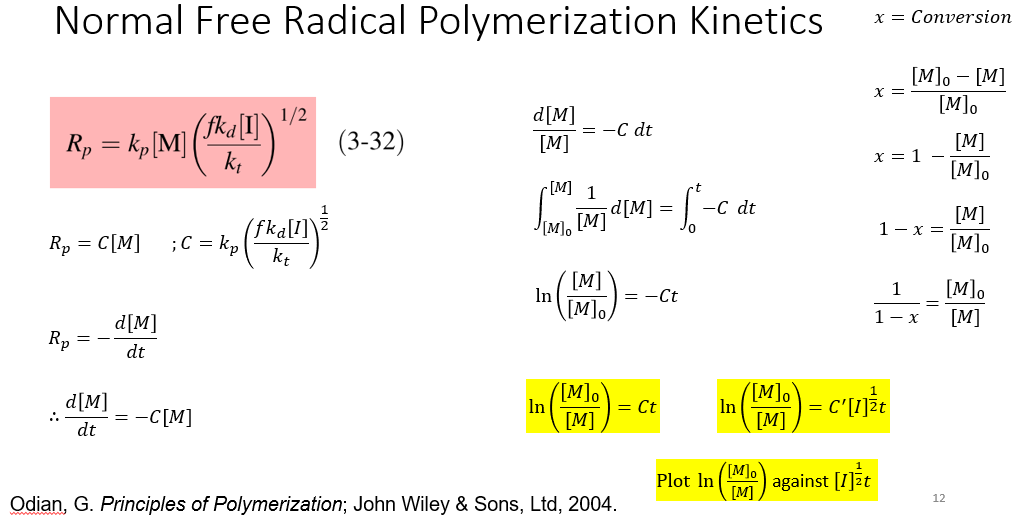 Normal Free Radical Polymerization Kinetics
R_p = k_p[M](fk_d[I]/k_t)^{1/2} (3-32)
R_p = C[M] ; C = k_p(fk_d[I]/k_t)^{1/2}
R_p = −d[M]/dt
∴ d[M]/dt = −C[M]
d[M]/[M] = −C dt
∫_{[M]₀}^{[M]} 1/[M] d[M] = ∫_0^t −C dt
ln([M]/[M]₀) = −Ct
ln([M]₀/[M]) = Ct
ln([M]₀/[M]) = C′[I]^{1/2}t
Plot ln([M]₀/[M]) against [I]^{1/2}t
x = Conversion
x = ([M]₀ − [M])/[M]₀
x = 1 − [M]/[M]₀
1 − x = [M]/[M]₀
1/(1 − x) = [M]₀/[M]
Odian, G. Principles of Polymerization; John Wiley & Sons, Ltd, 2004.
12